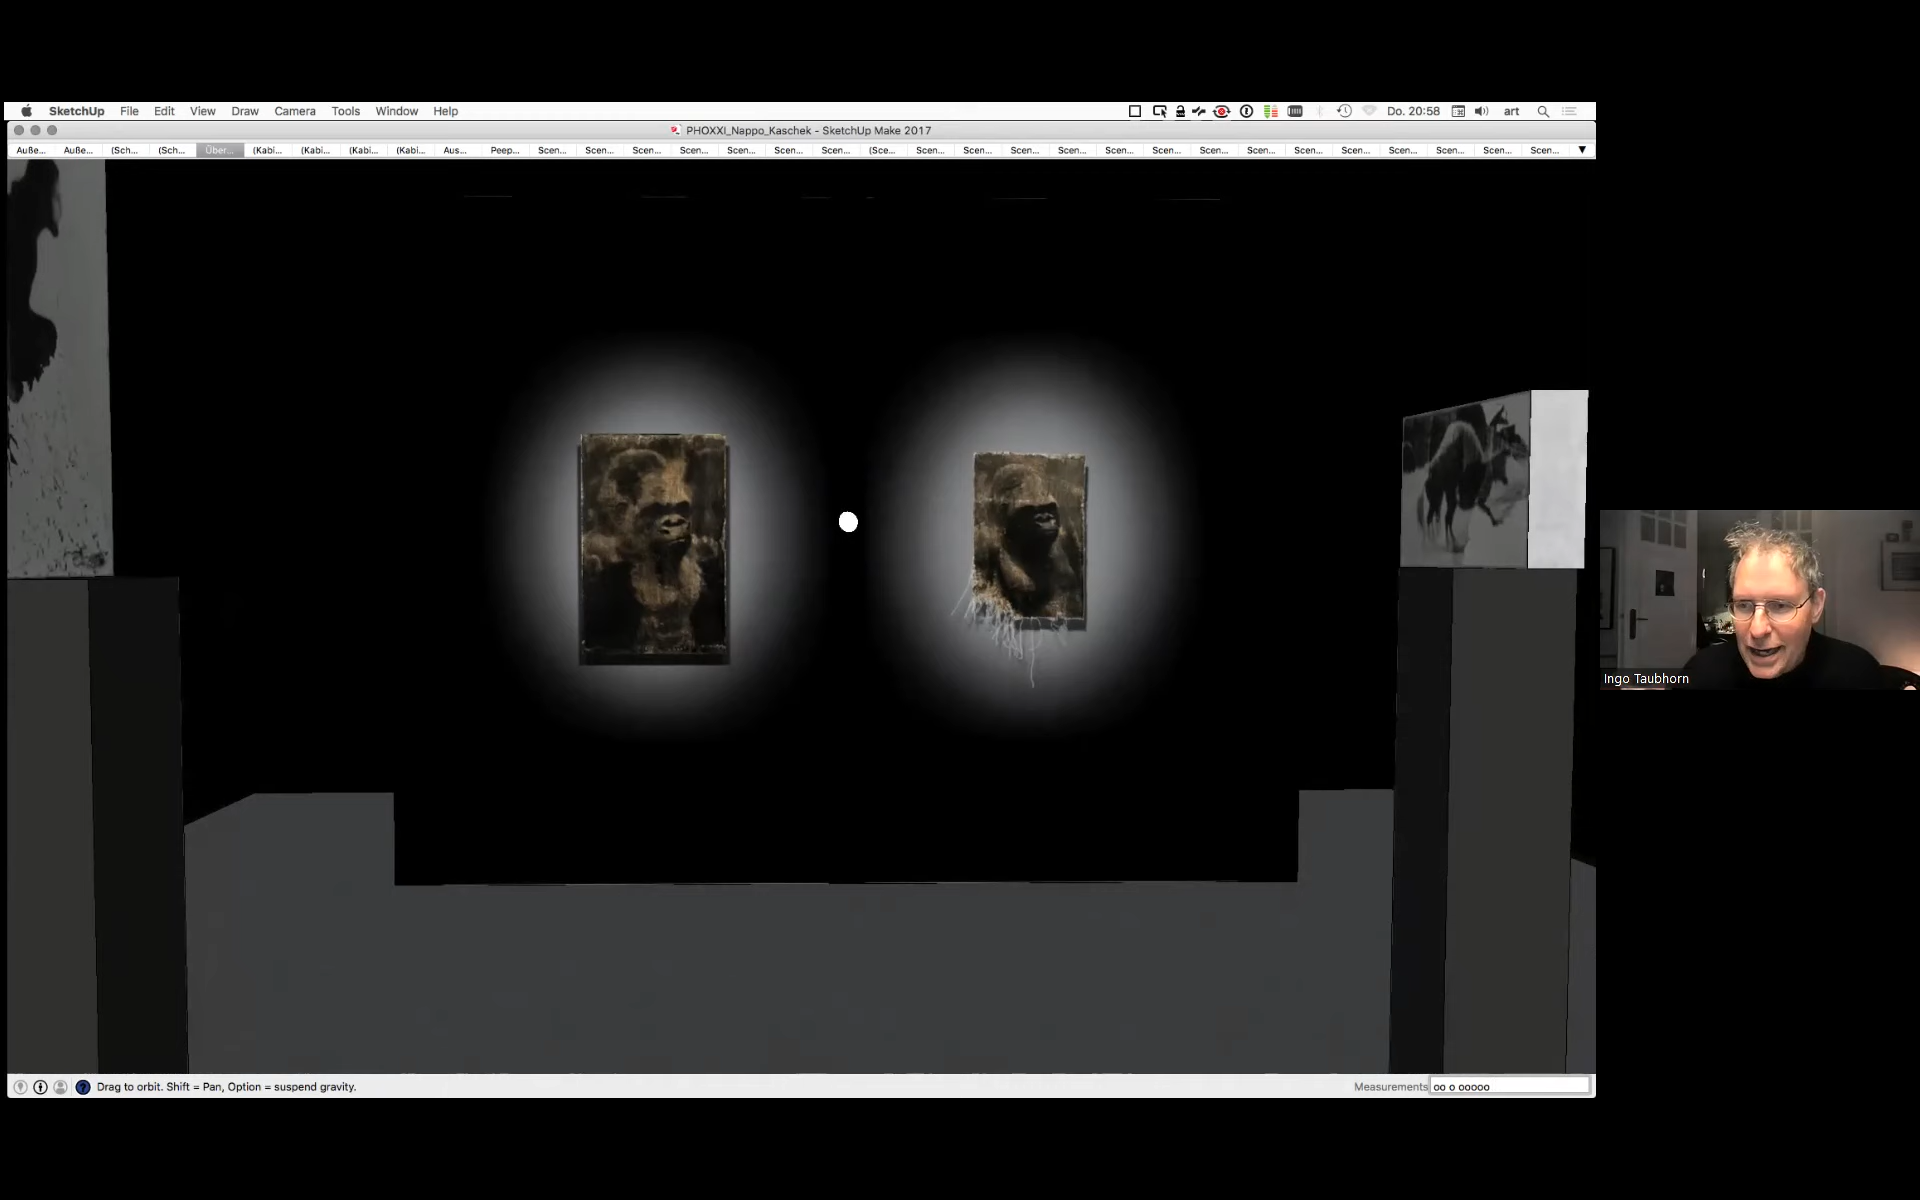 SketchUp File Edit View Draw Camera Tools Window Help Do. 20:58 art
PHOXXI_Nappo_Kaschek - SketchUp Make 2017
Auße... Auße... (Sch... (Sch... Über... (Kabi... (Kabi... (Kabi... (Kabi... Aus... Peep... Scen... Scen... Scen... Scen... Scen... Scen... Scen... (Sce... Scen... Scen... Scen... Scen... Scen... Scen... Scen... Scen... Scen... Scen... Scen... Scen... Scen... Scen...
Ingo Taubhorn
Drag to orbit. Shift = Pan, Option = suspend gravity. Measurements oo o ooooo